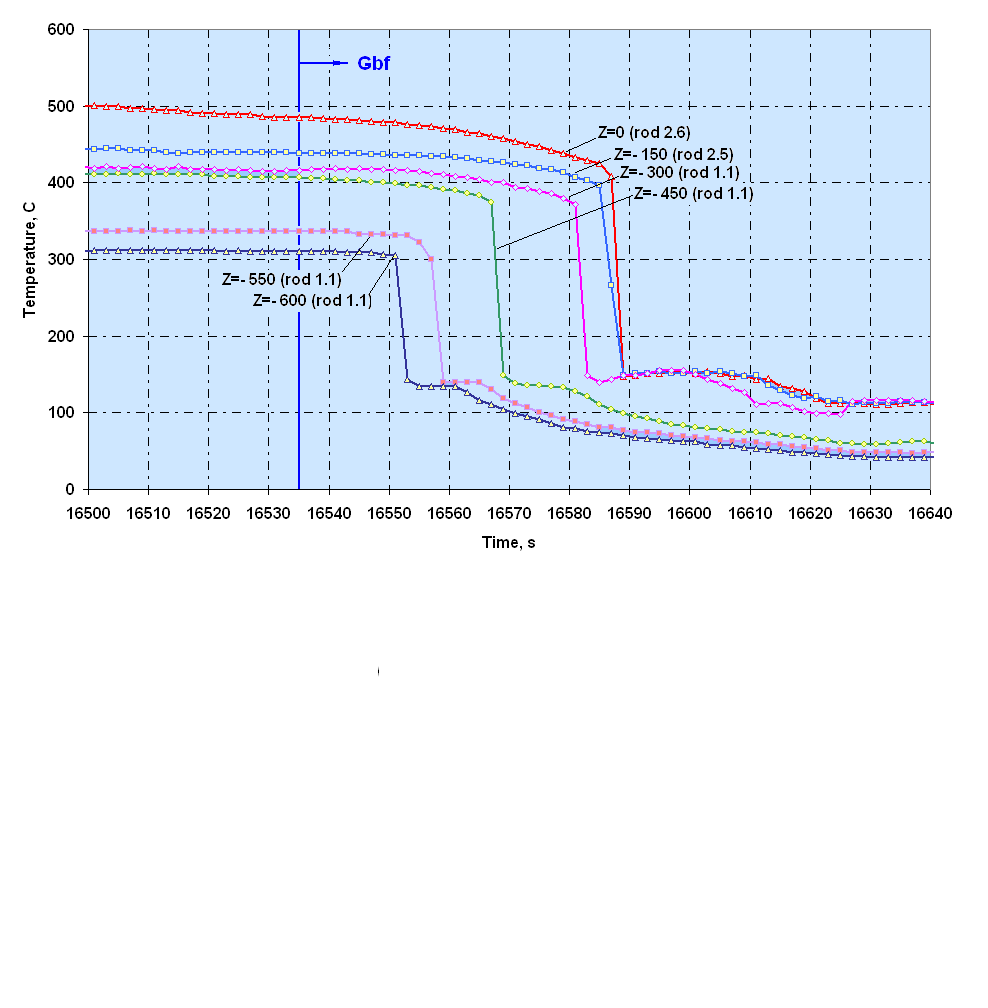 600
500
400
300
200
100
0
Temperature, C
Gbf
Z=0 (rod 2.6)
Z=-150 (rod 2.5)
Z=-300 (rod 1.1)
Z=-450 (rod 1.1)
Z=-550 (rod 1.1)
Z=-600 (rod 1.1)
16500 16510 16520 16530 16540 16550 16560 16570 16580 16590 16600 16610 16620 16630 16640
Time, s